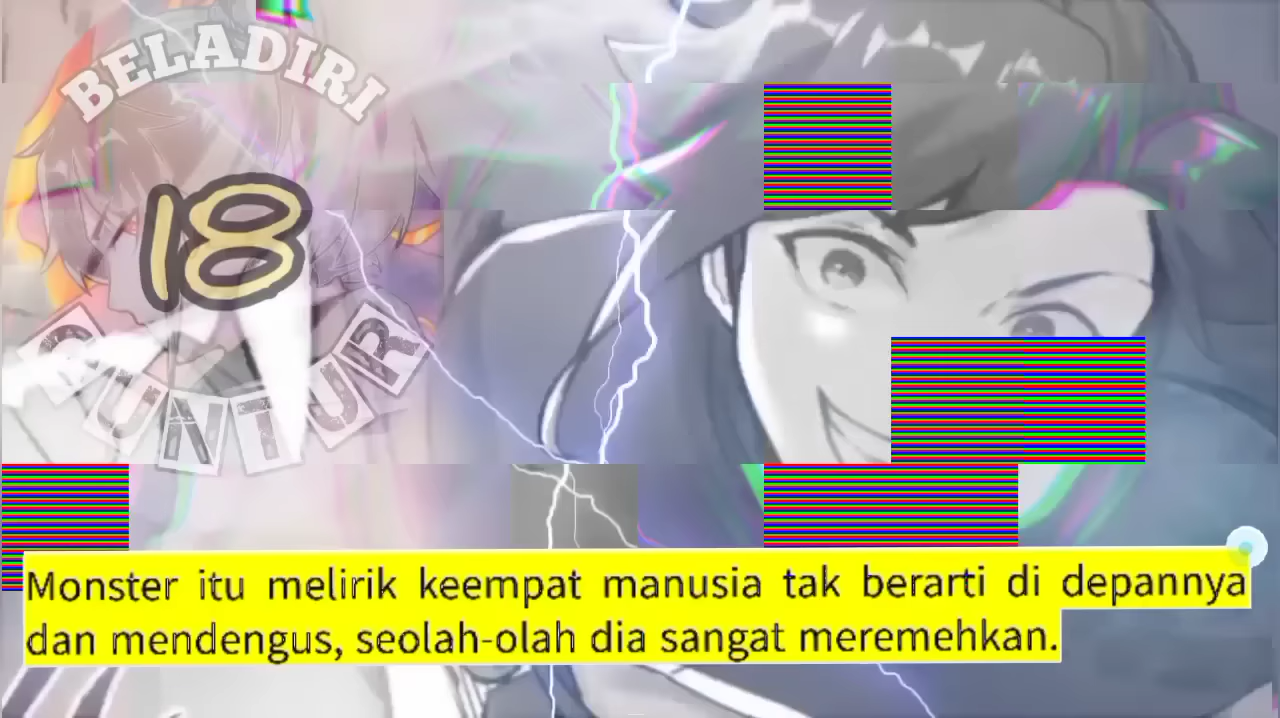 BELADIRI
18
GUNTUR
Monster itu melirik keempat manusia tak berarti di depannya
dan mendengus, seolah-olah dia sangat meremehkan.